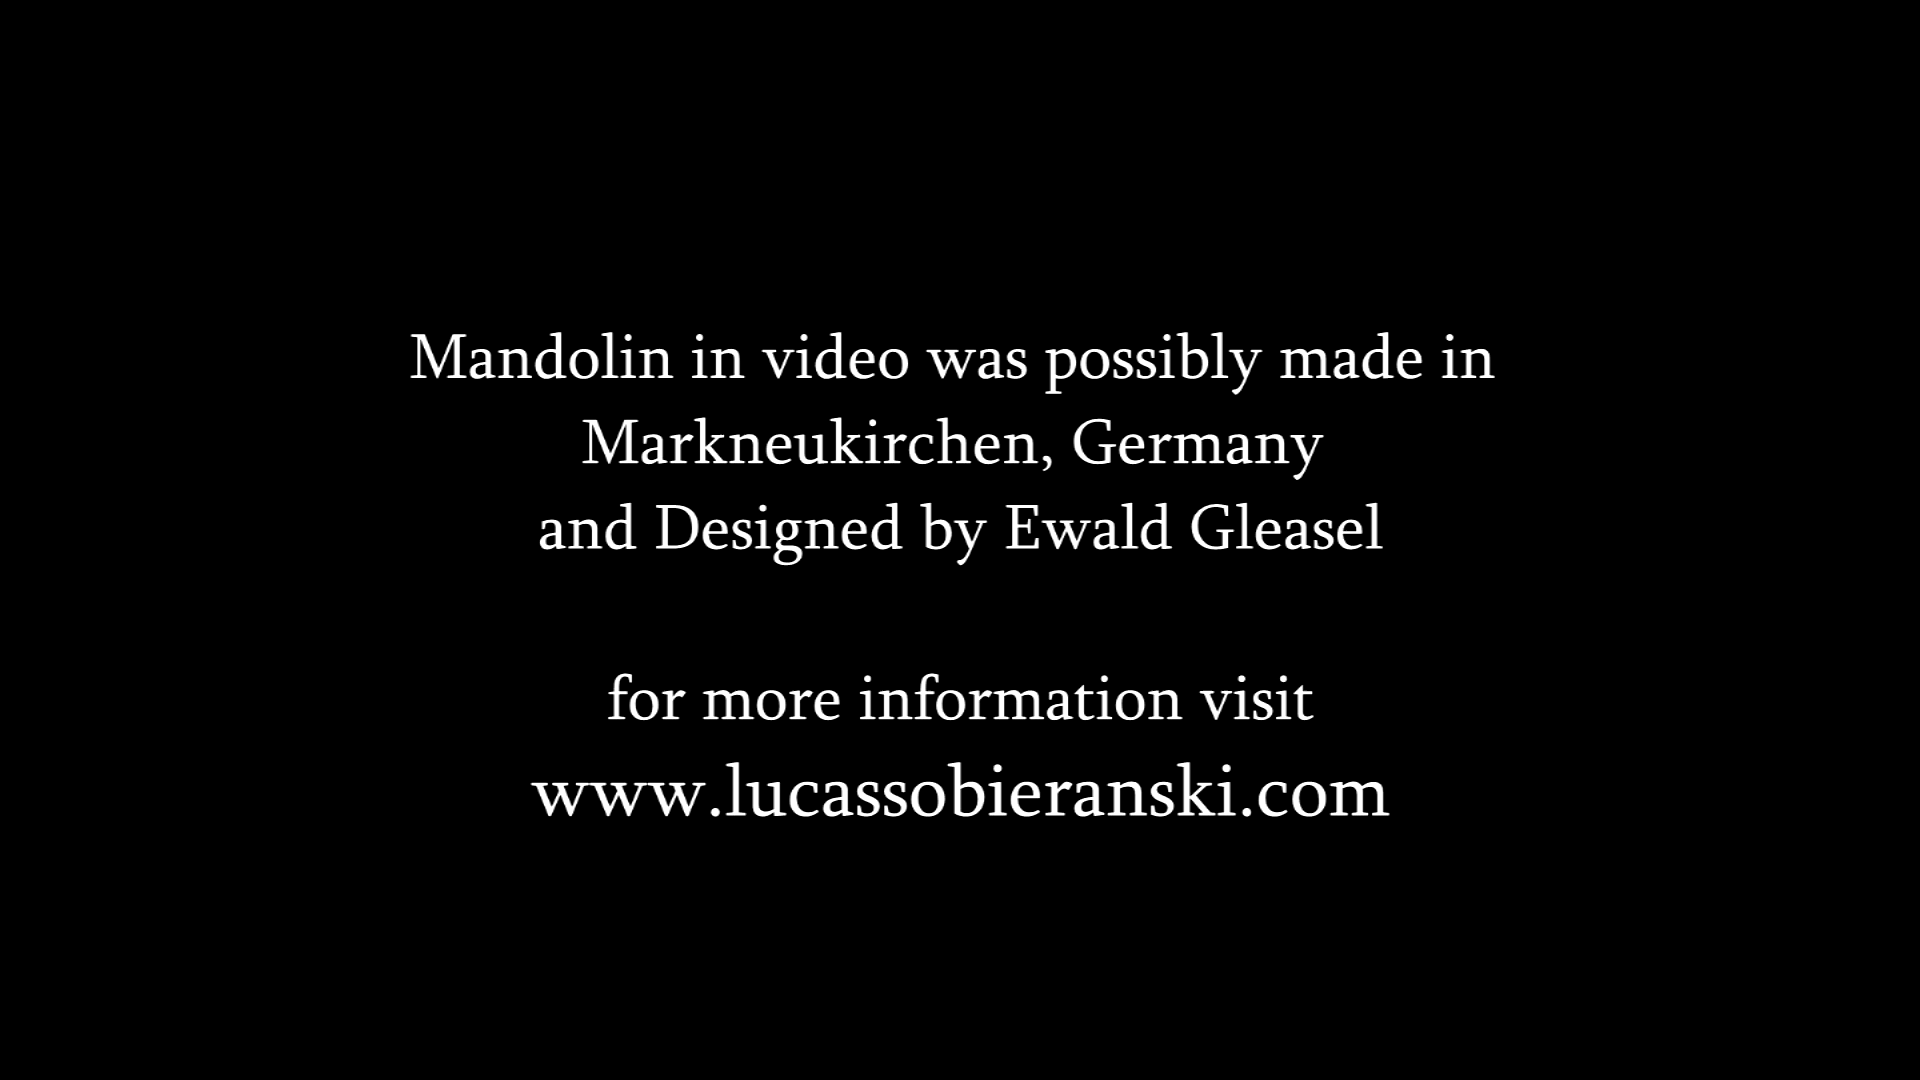 Mandolin in video was possibly made in
Markneukirchen, Germany
and Designed by Ewald Gleasel
for more information visit
www.lucassobieranski.com